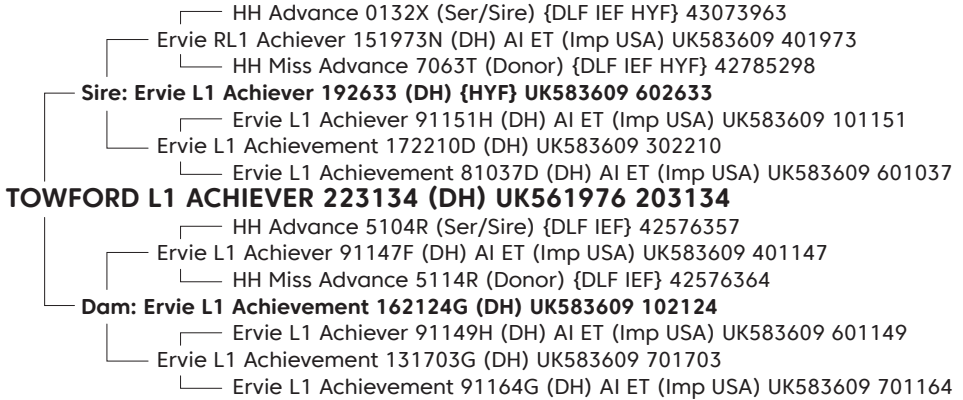 HH Advance 0132X (Ser/Sire) {DLF IEF HYF} 43073963
Ervie RL1 Achiever 151973N (DH) AI ET (Imp USA) UK583609 401973
HH Miss Advance 7063T (Donor) {DLF IEF HYF} 42785298
Sire: Ervie L1 Achiever 192633 (DH) {HYF} UK583609 602633
Ervie L1 Achiever 91151H (DH) AI ET (Imp USA) UK583609 101151
Ervie L1 Achievement 172210D (DH) UK583609 302210
Ervie L1 Achievement 81037D (DH) AI ET (Imp USA) UK583609 601037
TOWFORD L1 ACHIEVER 223134 (DH) UK561976 203134
HH Advance 5104R (Ser/Sire) {DLF IEF} 42576357
Ervie L1 Achiever 91147F (DH) AI ET (Imp USA) UK583609 401147
HH Miss Advance 5114R (Donor) {DLF IEF} 42576364
Dam: Ervie L1 Achievement 162124G (DH) UK583609 102124
Ervie L1 Achiever 91149H (DH) AI ET (Imp USA) UK583609 601149
Ervie L1 Achievement 131703G (DH) UK583609 701703
Ervie L1 Achievement 91164G (DH) AI ET (Imp USA) UK583609 701164